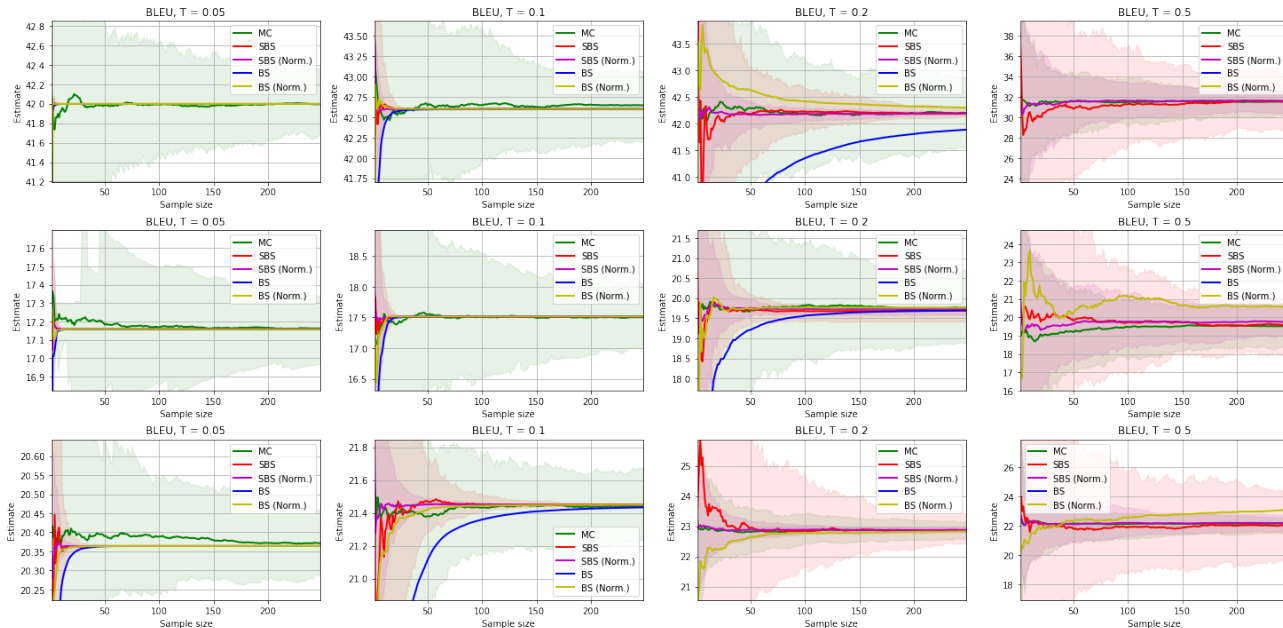 BLEU, T = 0.05
BLEU, T = 0.1
BLEU, T = 0.2
BLEU, T = 0.5
42.8
42.6
42.4
42.2
42.0
41.8
41.6
41.4
41.2
Estimate
MC
SBS
SBS (Norm.)
BS
BS (Norm.)
50
100
150
200
Sample size
43.50
43.25
43.00
42.75
42.50
42.25
42.00
41.75
Estimate
MC
SBS
SBS (Norm.)
BS
BS (Norm.)
50
100
150
200
Sample size
43.5
43.0
42.5
42.0
41.5
41.0
Estimate
MC
SBS
SBS (Norm.)
BS
BS (Norm.)
50
100
150
200
Sample size
38
36
34
32
30
28
26
24
Estimate
MC
SBS
SBS (Norm.)
BS
BS (Norm.)
50
100
150
200
Sample size
BLEU, T = 0.05
BLEU, T = 0.1
BLEU, T = 0.2
BLEU, T = 0.5
17.6
17.5
17.4
17.3
17.2
17.1
17.0
16.9
Estimate
MC
SBS
SBS (Norm.)
BS
BS (Norm.)
50
100
150
200
Sample size
18.5
18.0
17.5
17.0
16.5
Estimate
MC
SBS
SBS (Norm.)
BS
BS (Norm.)
50
100
150
200
Sample size
21.5
21.0
20.5
20.0
19.5
19.0
18.5
18.0
Estimate
MC
SBS
SBS (Norm.)
BS
BS (Norm.)
50
100
150
200
Sample size
24
23
22
21
20
19
18
17
16
Estimate
MC
SBS
SBS (Norm.)
BS
BS (Norm.)
50
100
150
200
Sample size
BLEU, T = 0.05
BLEU, T = 0.1
BLEU, T = 0.2
BLEU, T = 0.5
20.60
20.55
20.50
20.45
20.40
20.35
20.30
20.25
Estimate
MC
SBS
SBS (Norm.)
BS
BS (Norm.)
50
100
150
200
Sample size
21.8
21.6
21.4
21.2
21.0
Estimate
MC
SBS
SBS (Norm.)
BS
BS (Norm.)
50
100
150
200
Sample size
25
24
23
22
21
Estimate
MC
SBS
SBS (Norm.)
BS
BS (Norm.)
50
100
150
200
Sample size
26
24
22
20
18
Estimate
MC
SBS
SBS (Norm.)
BS
BS (Norm.)
50
100
150
200
Sample size